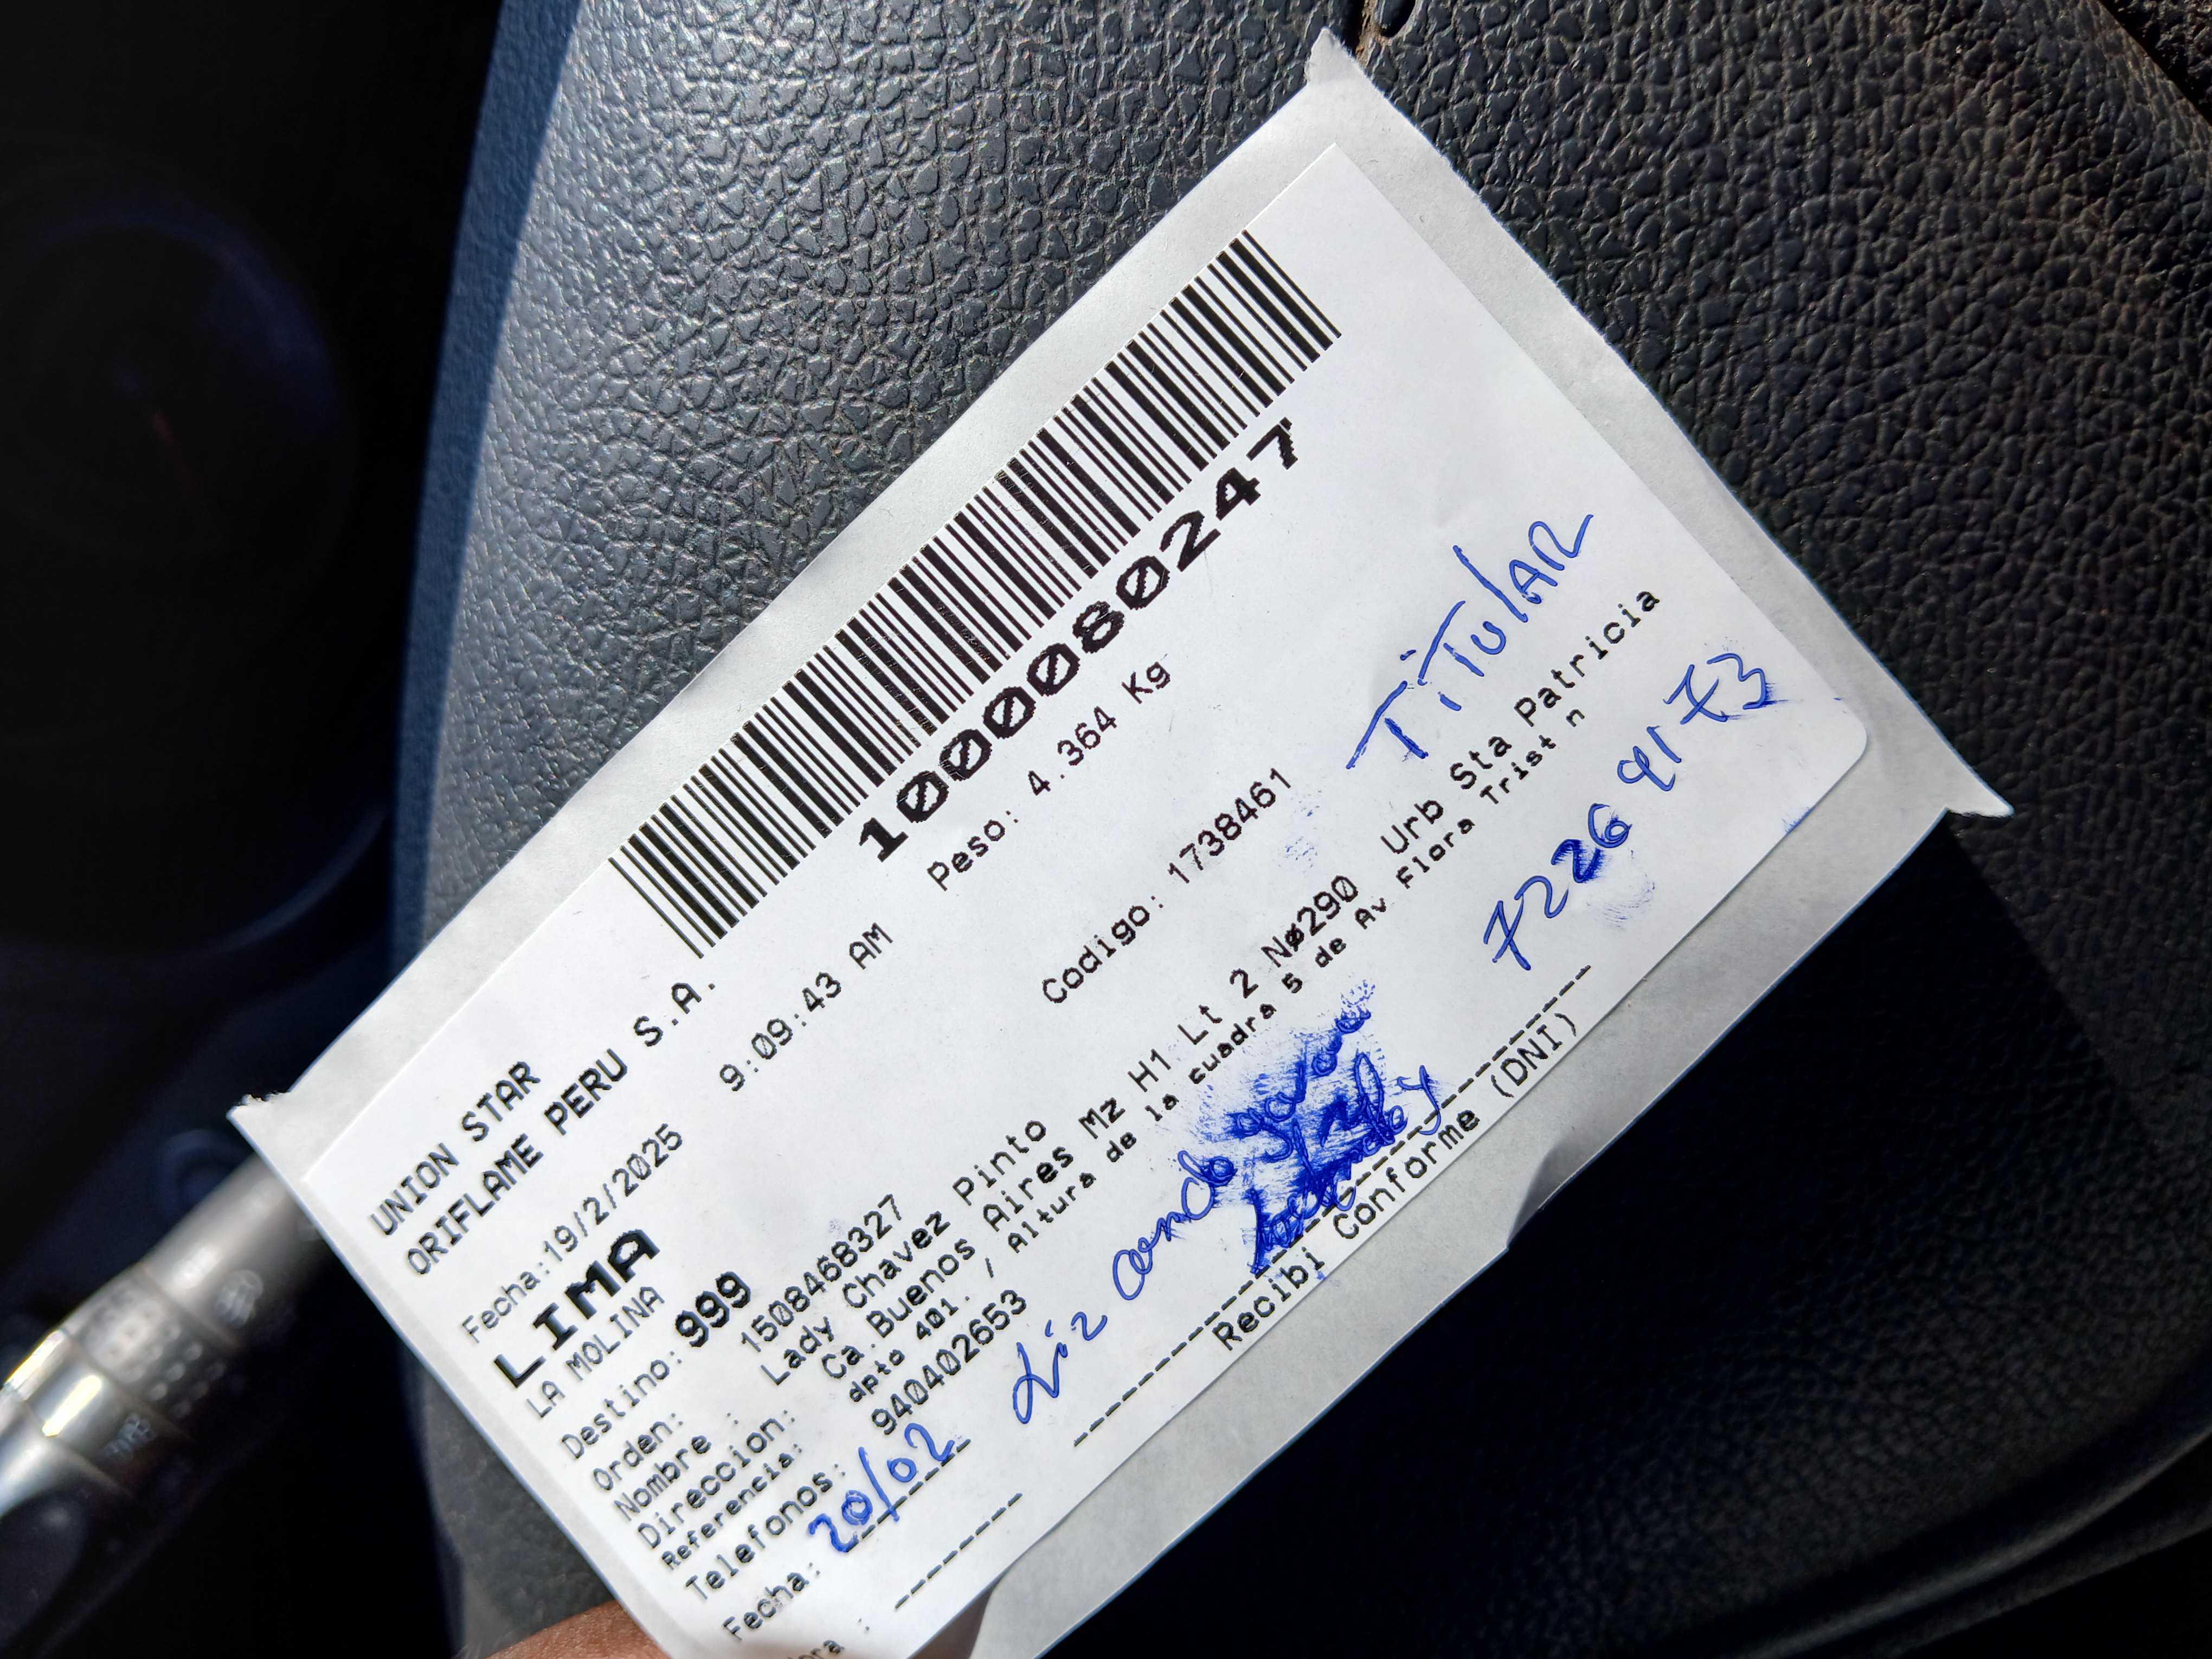 UNION STAR
ORIFLAME PERU S.A.
100008080247
Fecha:19/2/2025 9:09:43 AM Peso: 4.364 Kg
LIMA
LA MOLINA
Destino: 999
Orden: 1508468327 Codigo: 1738461
TiTulAR
Nombre : Lady Chavez Pinto
Direccion: Ca. Buenos Aires Mz H1 Lt 2 Nø290 Urb Sta Patricia
Referencia: dpto 401. / Altura de la cuadra 5 de Av Flora Trist n
Telefonos: 940402653
72269173
Fecha: 20/02 Liz
Recibi Conforme (DNI)